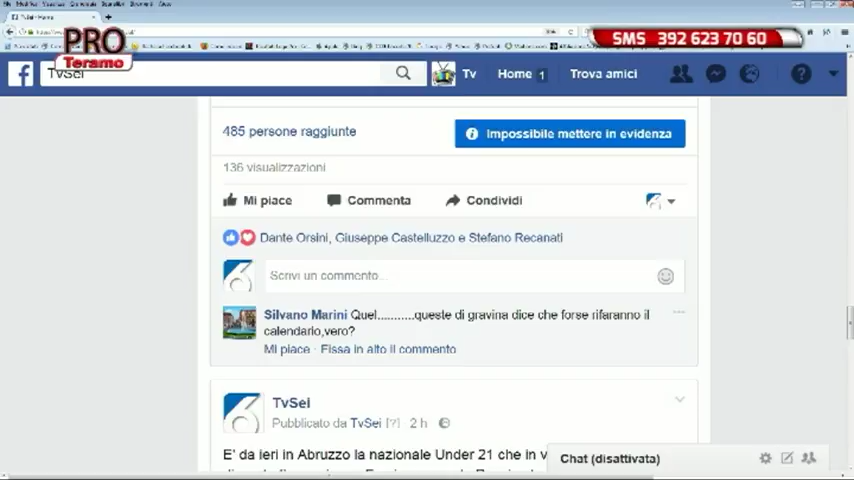 PRO
Teramo
SMS 392 623 70 60
TvSei
Tv
Home 1
Trova amici
485 persone raggiunte
Impossibile mettere in evidenza
136 visualizzazioni
Mi piace
Commenta
Condividi
Dante Orsini, Giuseppe Castelluzzo e Stefano Recanati
Scrivi un commento...
Silvano Marini Quel...........queste di gravina dice che forse rifaranno il
calendario,vero?
Mi piace · Fissa in alto il commento
TvSei
Pubblicato da TvSei [?] 2 h
E' da ieri in Abruzzo la nazionale Under 21 che in v
Chat (disattivata)